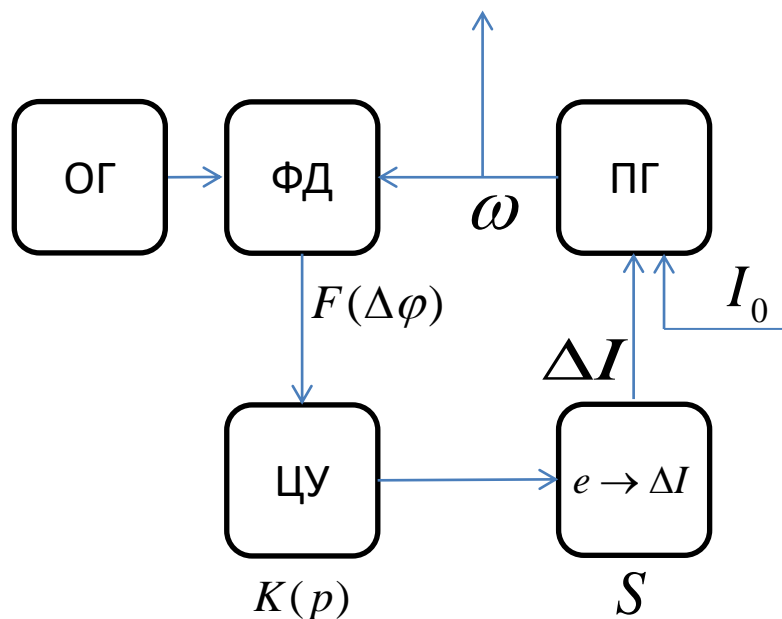 ОГ
ФД
ПГ
ω
I₀
F(Δφ)
ΔI
ЦУ
e → ΔI
K(p)
S